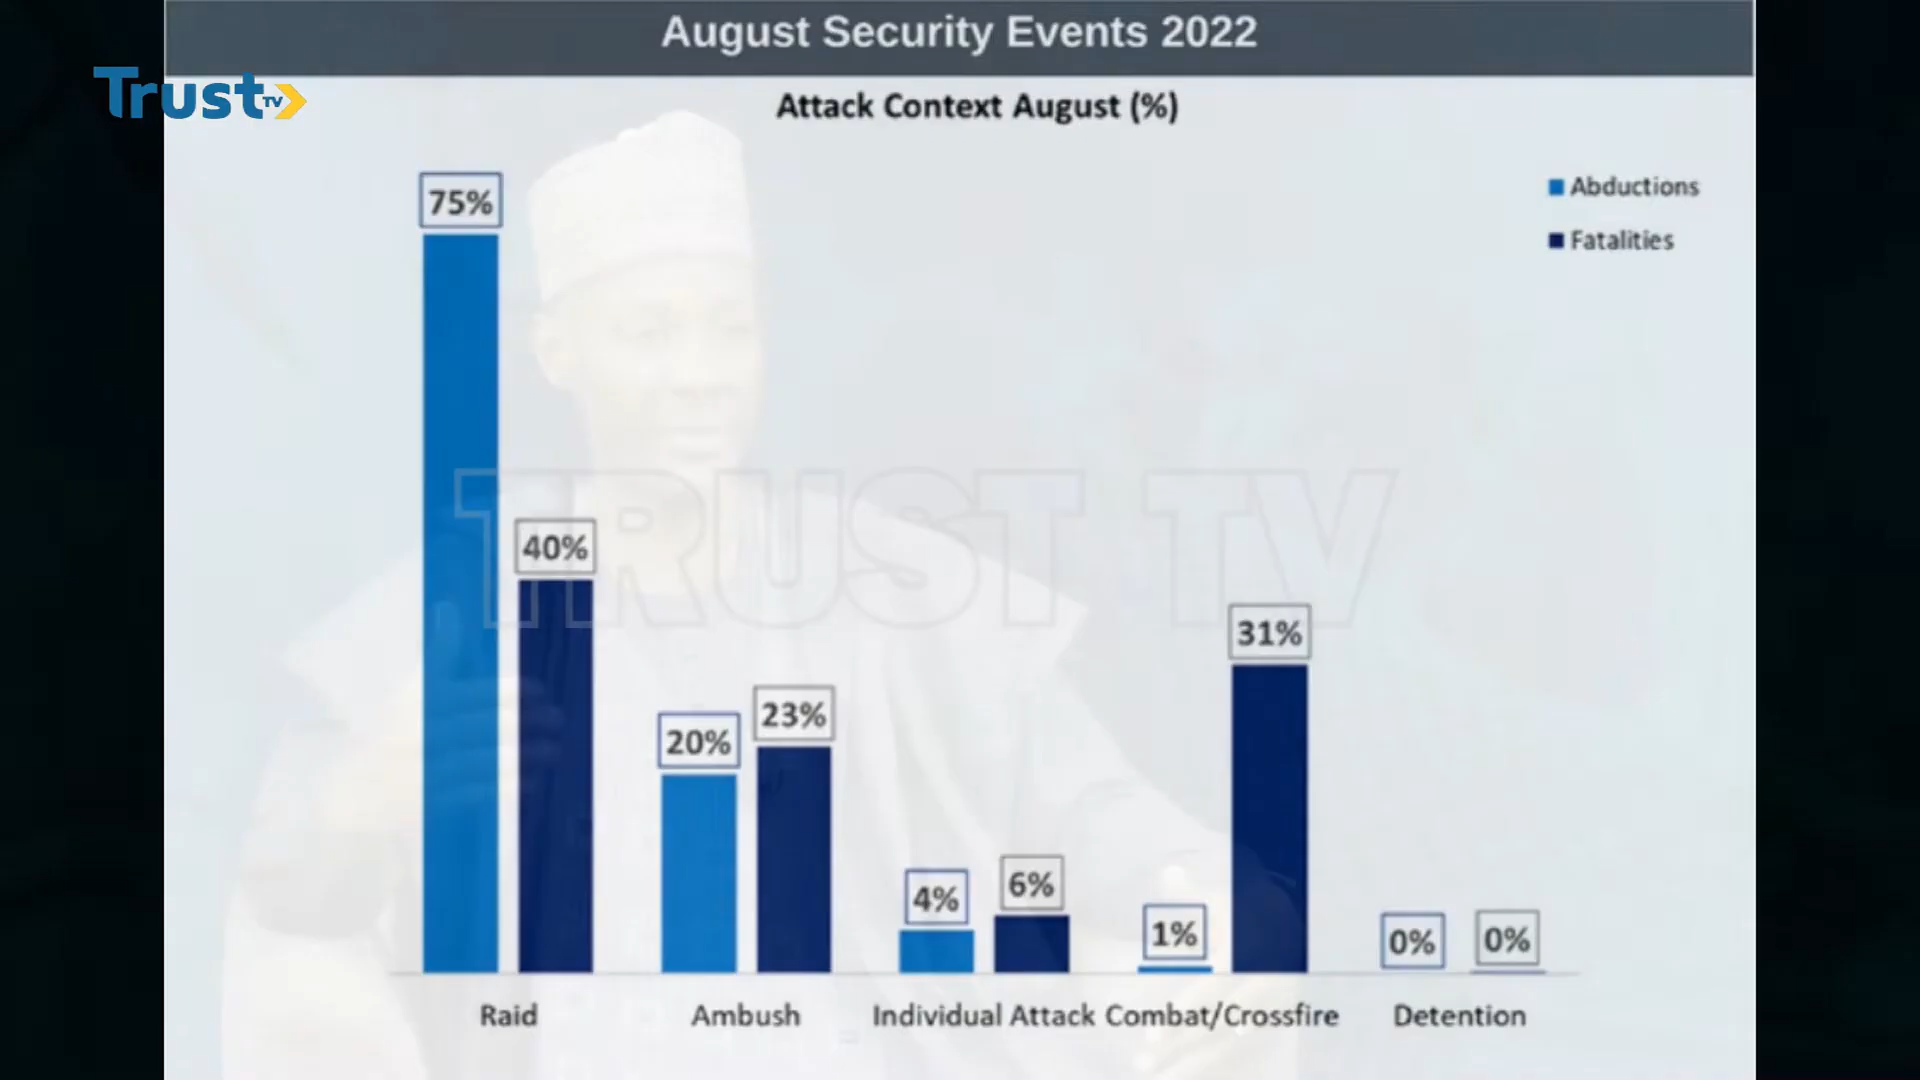 August Security Events 2022
Trust TV
Attack Context August (%)
Abductions
Fatalities
75%
40%
20%
23%
4%
6%
1%
31%
0%
0%
TRUST TV
Raid
Ambush
Individual Attack
Combat/Crossfire
Detention